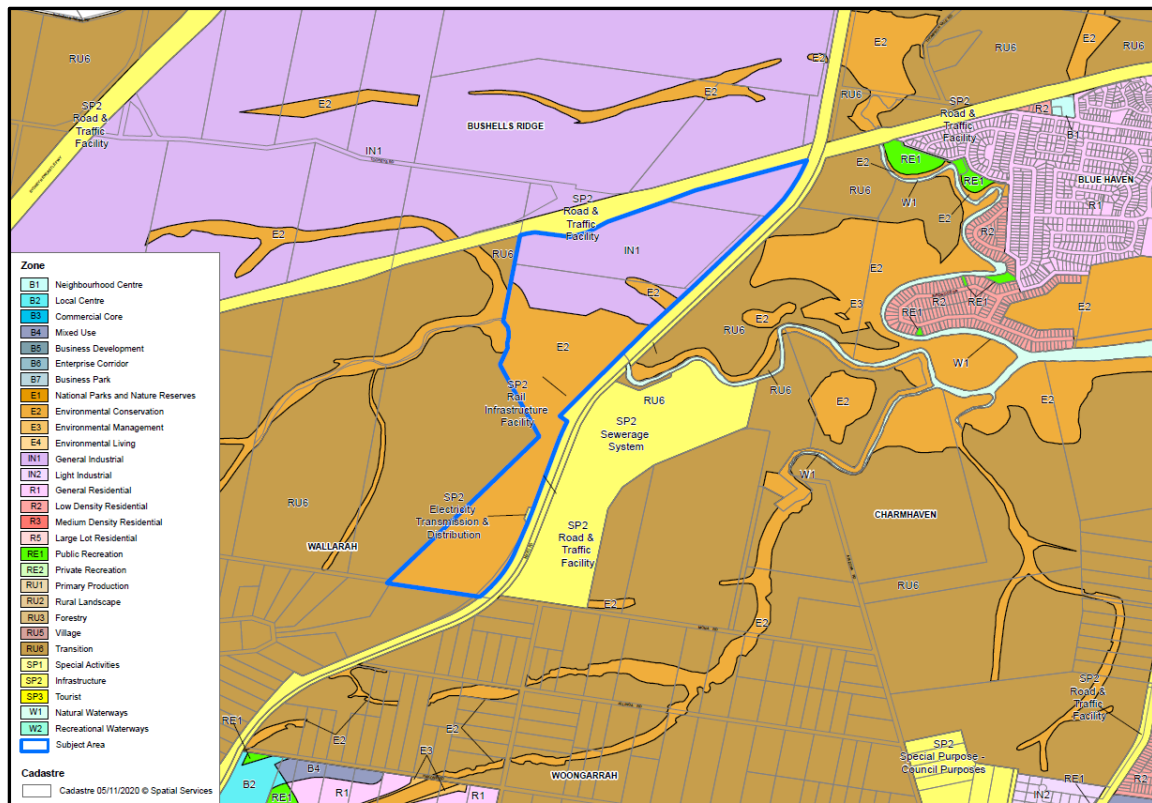 RU6
SP2
Road &
Traffic
Facility
E2
BUSHELLS RIDGE
E2
IN1
E2
RU6
E2
RU6
E2
RU6
SP2
Road &
Traffic
Facility
R2
B1
RE1
RE1
BLUE HAVEN
E2
RU6
W1
E2
R1
R2
SP2
Road &
Traffic
Facility
IN1
E2
RU6
E2
E2
E3
R2
RE1
RE1
E2
E2
RU6
E2
W1
SP2
Rail
Infrastructure
Facility
RU6
RU6
E2
E2
SP2
Sewerage
System
W1
RU6
SP2
Electricity
Transmission &
Distribution
WALLARAH
SP2
Road &
Traffic
Facility
CHARMHAVEN
RU6
E2
E2
SP2
Road &
Traffic
Facility
RE1
E2
E2
E3
B4
B2
RE1
R1
R1
WOONGARRAH
SP2
Special Purpose -
Council Purposes
RE1
IN2
R2
Zone
B1 Neighbourhood Centre
B2 Local Centre
B3 Commercial Core
B4 Mixed Use
B5 Business Development
B6 Enterprise Corridor
B7 Business Park
E1 National Parks and Nature Reserves
E2 Environmental Conservation
E3 Environmental Management
E4 Environmental Living
IN1 General Industrial
IN2 Light Industrial
R1 General Residential
R2 Low Density Residential
R3 Medium Density Residential
R5 Large Lot Residential
RE1 Public Recreation
RE2 Private Recreation
RU1 Primary Production
RU2 Rural Landscape
RU3 Forestry
RU5 Village
RU6 Transition
SP1 Special Activities
SP2 Infrastructure
SP3 Tourist
W1 Natural Waterways
W2 Recreational Waterways
Subject Area
Cadastre
Cadastre 05/11/2020 © Spatial Services